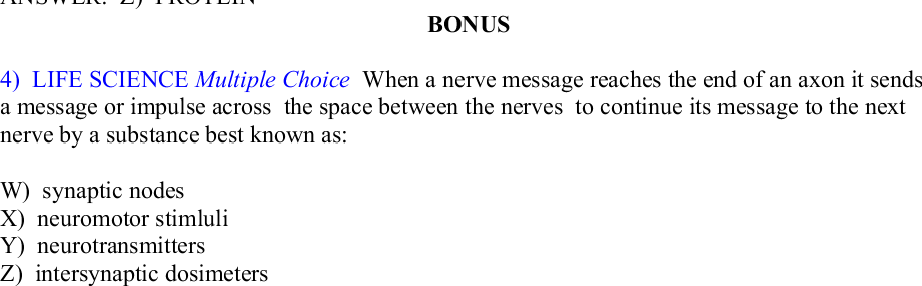 ANSWER: Z) PROTEIN
BONUS
4) LIFE SCIENCE Multiple Choice When a nerve message reaches the end of an axon it sends
a message or impulse across the space between the nerves to continue its message to the next
nerve by a substance best known as:
W) synaptic nodes
X) neuromotor stimluli
Y) neurotransmitters
Z) intersynaptic dosimeters